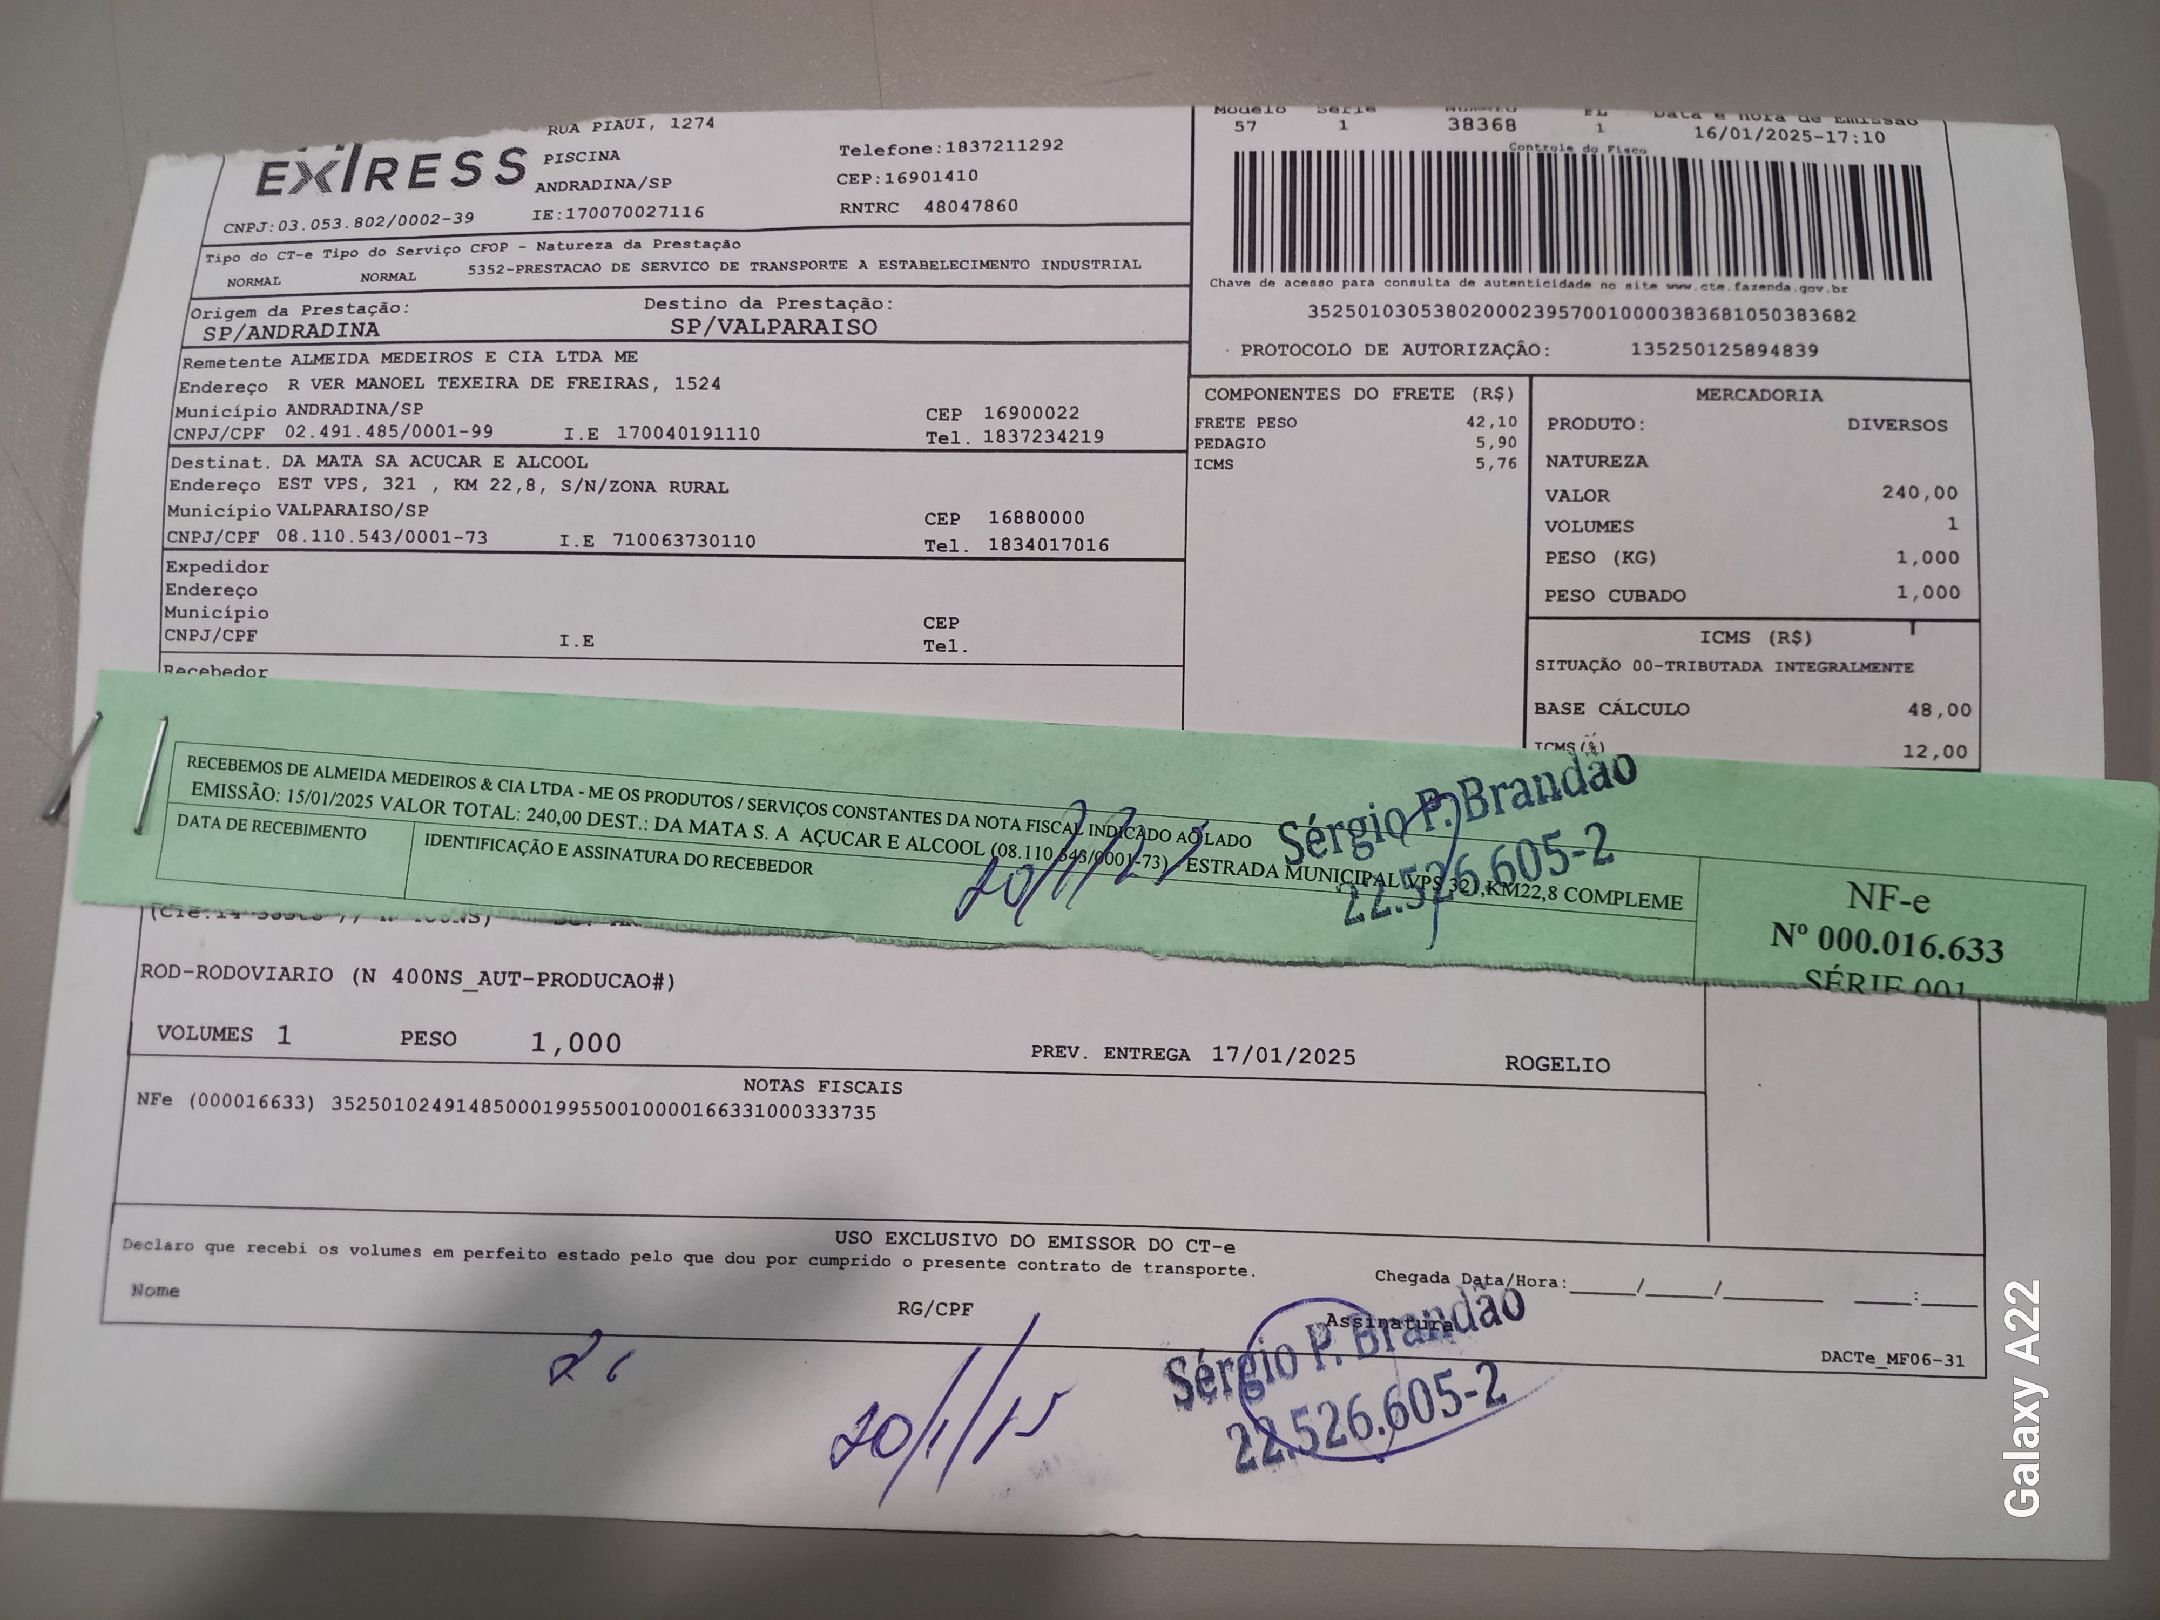 RUA PIAUI, 1274
EXPRESS
PISCINA
ANDRADINA/SP
Telefone:1837211292
CEP:16901410
CNPJ:03.053.802/0002-39
IE:170070027116
RNTRC 48047860
Modelo Série Número FL Data e Hora de Emissão
57 1 38368 1 16/01/2025-17:10
Controle do Fisco
Tipo do CT-e Tipo do Serviço CFOP - Natureza da Prestação
NORMAL NORMAL 5352-PRESTACAO DE SERVICO DE TRANSPORTE A ESTABELECIMENTO INDUSTRIAL
Chave de acesso para consulta de autenticidade no site www.cte.fazenda.gov.br
35250103053802000239570010000383681050383682
PROTOCOLO DE AUTORIZAÇÃO: 135250125894839
Origem da Prestação: Destino da Prestação:
SP/ANDRADINA SP/VALPARAISO
Remetente ALMEIDA MEDEIROS E CIA LTDA ME
Endereço R VER MANOEL TEXEIRA DE FREIRAS, 1524
Município ANDRADINA/SP CEP 16900022
CNPJ/CPF 02.491.485/0001-99 I.E 170040191110 Tel. 1837234219
Destinat. DA MATA SA ACUCAR E ALCOOL
Endereço EST VPS, 321 , KM 22,8, S/N/ZONA RURAL
Município VALPARAISO/SP CEP 16880000
CNPJ/CPF 08.110.543/0001-73 I.E 710063730110 Tel. 1834017016
Expedidor
Endereço
Município CEP
CNPJ/CPF I.E Tel.
Recebedor
COMPONENTES DO FRETE (R$)
FRETE PESO 42,10
PEDAGIO 5,90
ICMS 5,76
MERCADORIA
PRODUTO: DIVERSOS
NATUREZA
VALOR 240,00
VOLUMES 1
PESO (KG) 1,000
PESO CUBADO 1,000
ICMS (R$)
SITUAÇÃO 00-TRIBUTADA INTEGRALMENTE
BASE CÁLCULO 48,00
ICMS(%) 12,00
RECEBEMOS DE ALMEIDA MEDEIROS & CIA LTDA - ME OS PRODUTOS / SERVIÇOS CONSTANTES DA NOTA FISCAL INDICADO AO LADO
EMISSÃO: 15/01/2025 VALOR TOTAL: 240,00 DEST.: DA MATA S. A AÇUCAR E ALCOOL (08.110.543/0001-73) - ESTRADA MUNICIPAL VPS 321,KM22,8 COMPLEME
DATA DE RECEBIMENTO
IDENTIFICAÇÃO E ASSINATURA DO RECEBEDOR
Sérgio P. Brandão
22.526.605-2
NF-e
Nº 000.016.633
SÉRIE 001
ROD-RODOVIARIO (N 400NS_AUT-PRODUCAO#)
VOLUMES 1 PESO 1,000 PREV. ENTREGA 17/01/2025 ROGELIO
NOTAS FISCAIS
NFe (000016633) 35250102491485000199550010000166331000333735
USO EXCLUSIVO DO EMISSOR DO CT-e
Declaro que recebi os volumes em perfeito estado pelo que dou por cumprido o presente contrato de transporte.
Chegada Data/Hora:_____/_____/________ ____:____
Nome RG/CPF Assinatura
DACTe_MF06-31
Sérgio P. Brandão
22.526.605-2
20/1/15
Galaxy A22